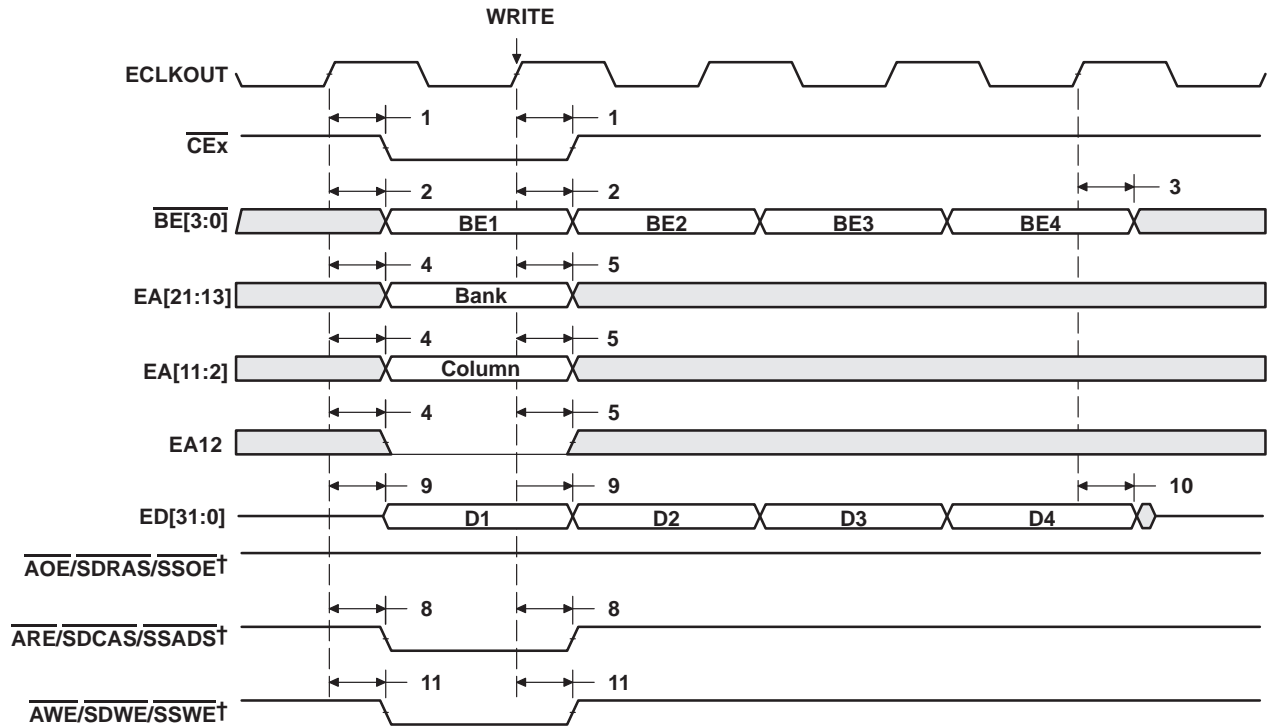 WRITE
ECLKOUT
1 1
CEx
2 2 3
BE[3:0] BE1 BE2 BE3 BE4
4 5
EA[21:13] Bank
4 5
EA[11:2] Column
4 5
EA12
9 9 10
ED[31:0] D1 D2 D3 D4
AOE/SDRAS/SSOE†
8 8
ARE/SDCAS/SSADS†
11 11
AWE/SDWE/SSWE†